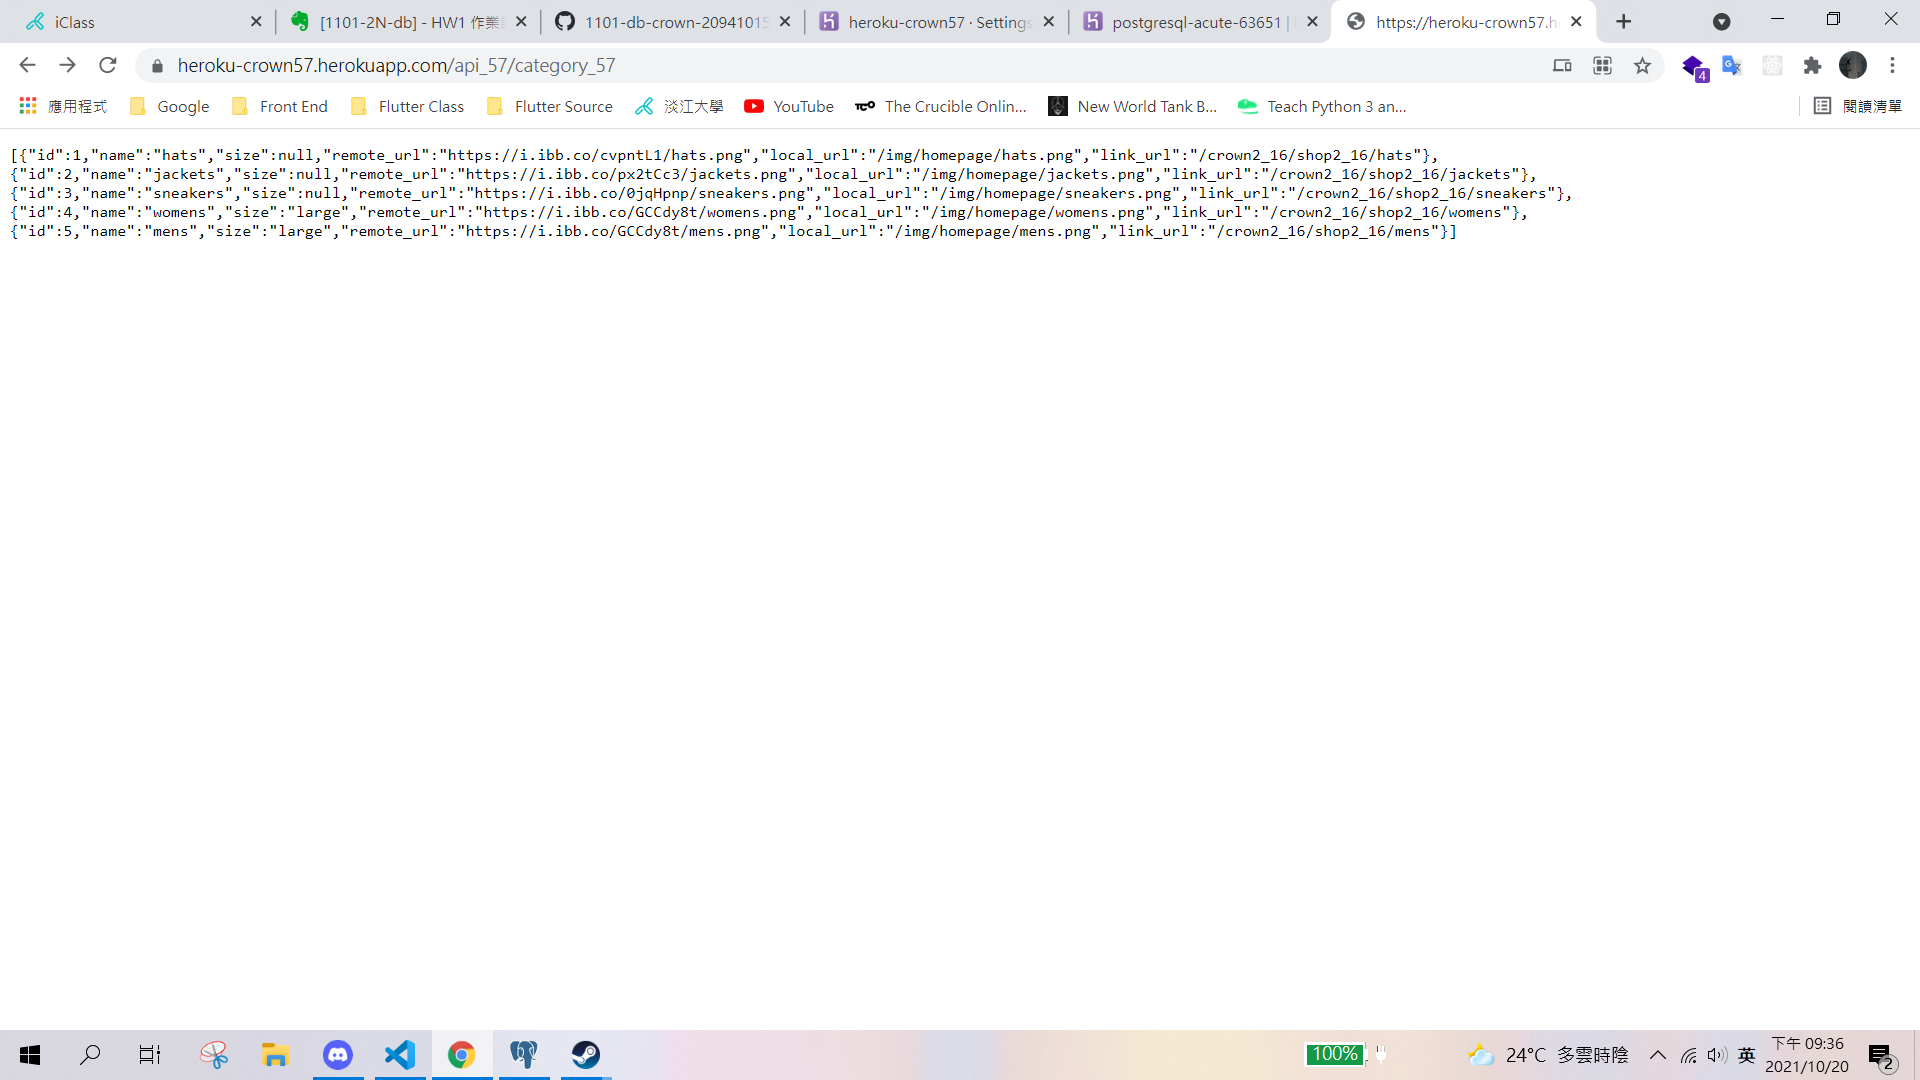 iClass
[1101-2N-db] - HW1 作業
1101-db-crown-20941015
heroku-crown57 · Settings
postgresql-acute-63651 |
https://heroku-crown57.h
heroku-crown57.herokuapp.com/api_57/category_57
4
應用程式
Google
Front End
Flutter Class
Flutter Source
淡江大學
YouTube
The Crucible Onlin...
New World Tank B...
Teach Python 3 an...
閱讀清單
[{"id":1,"name":"hats","size":null,"remote_url":"https://i.ibb.co/cvpntL1/hats.png","local_url":"/img/homepage/hats.png","link_url":"/crown2_16/shop2_16/hats"},
{"id":2,"name":"jackets","size":null,"remote_url":"https://i.ibb.co/px2tCc3/jackets.png","local_url":"/img/homepage/jackets.png","link_url":"/crown2_16/shop2_16/jackets"},
{"id":3,"name":"sneakers","size":null,"remote_url":"https://i.ibb.co/0jqHpnp/sneakers.png","local_url":"/img/homepage/sneakers.png","link_url":"/crown2_16/shop2_16/sneakers"},
{"id":4,"name":"womens","size":"large","remote_url":"https://i.ibb.co/GCCdy8t/womens.png","local_url":"/img/homepage/womens.png","link_url":"/crown2_16/shop2_16/womens"},
{"id":5,"name":"mens","size":"large","remote_url":"https://i.ibb.co/GCCdy8t/mens.png","local_url":"/img/homepage/mens.png","link_url":"/crown2_16/shop2_16/mens"}]
100%
24°C 多雲時陰
英
下午 09:36
2021/10/20
2